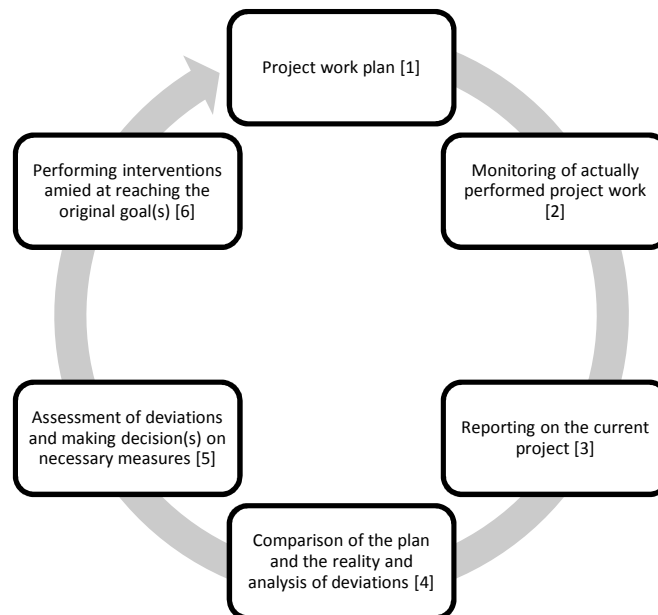 Project work plan [1]
Monitoring of actually
performed project work
[2]
Reporting on the current
project [3]
Comparison of the plan
and the reality and
analysis of deviations [4]
Assessment of deviations
and making decision(s) on
necessary measures [5]
Performing interventions
amied at reaching the
original goal(s) [6]